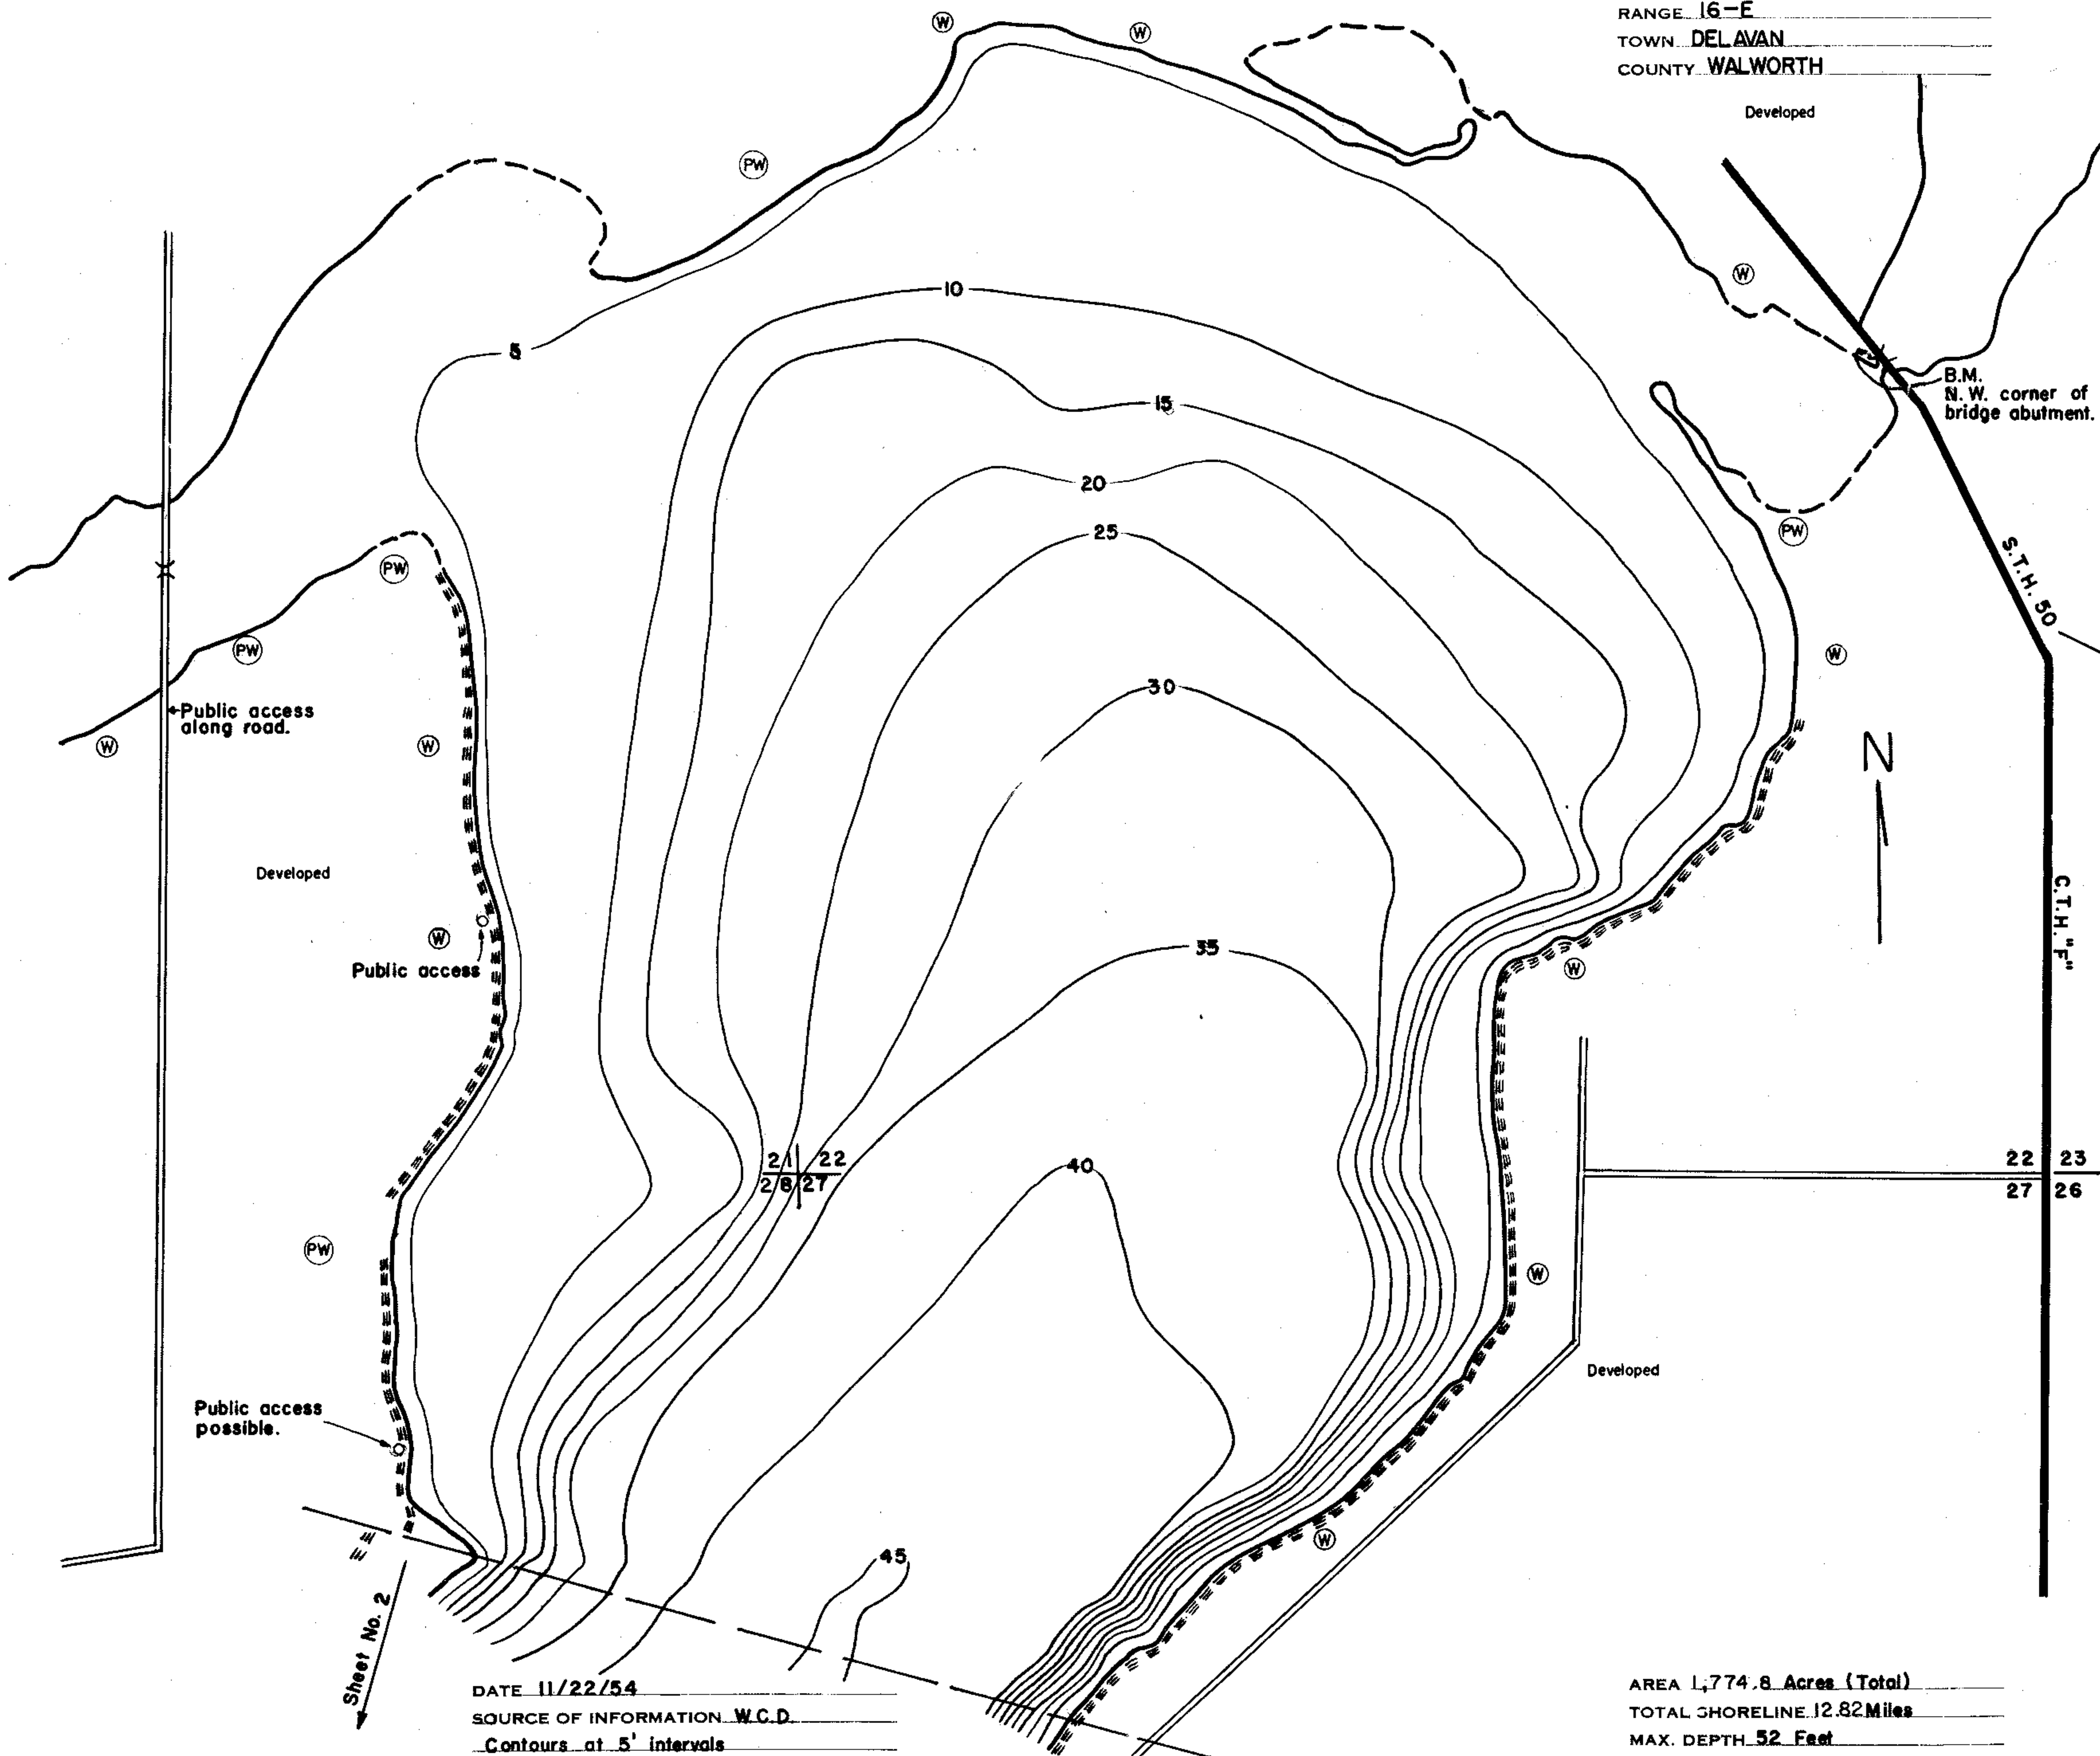 RANGE 16-E
TOWN DELAVAN
COUNTY WALWORTH
W
W
Developed
PW
W
10
5
B.M.
N.W. corner of
bridge abutment.
15
20
25
PW
PW
S.T.H. 50
PW
W
30
Public access
along road.
W
W
N
Developed
C.T.H. "F"
W
Public access
35
W
21 22
28 27
40
22 23
27 26
PW
W
Developed
Public access
possible.
W
45
Sheet No. 2
DATE 11/22/54
SOURCE OF INFORMATION W.C.D.
Contours at 5' intervals
AREA 1,774.8 Acres (Total)
TOTAL SHORELINE 12.82 Miles
MAX. DEPTH 52 Feet